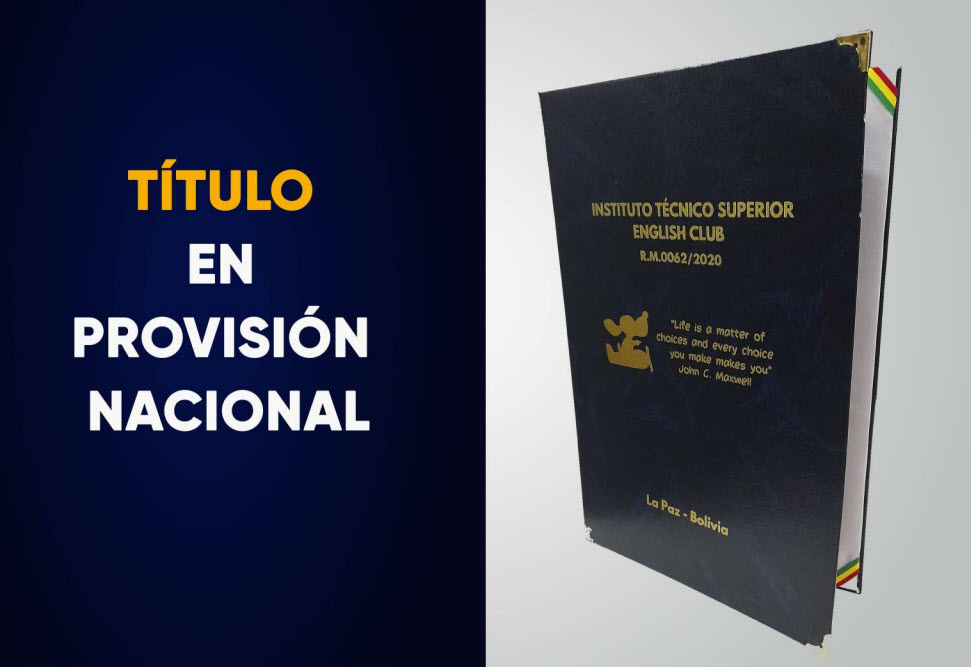 TÍTULO
EN
PROVISIÓN
NACIONAL
INSTITUTO TÉCNICO SUPERIOR
ENGLISH CLUB
R.M.0062/2020
"Life is a matter of
choices and every choice
you make makes you"
John C. Maxwell
La Paz - Bolivia